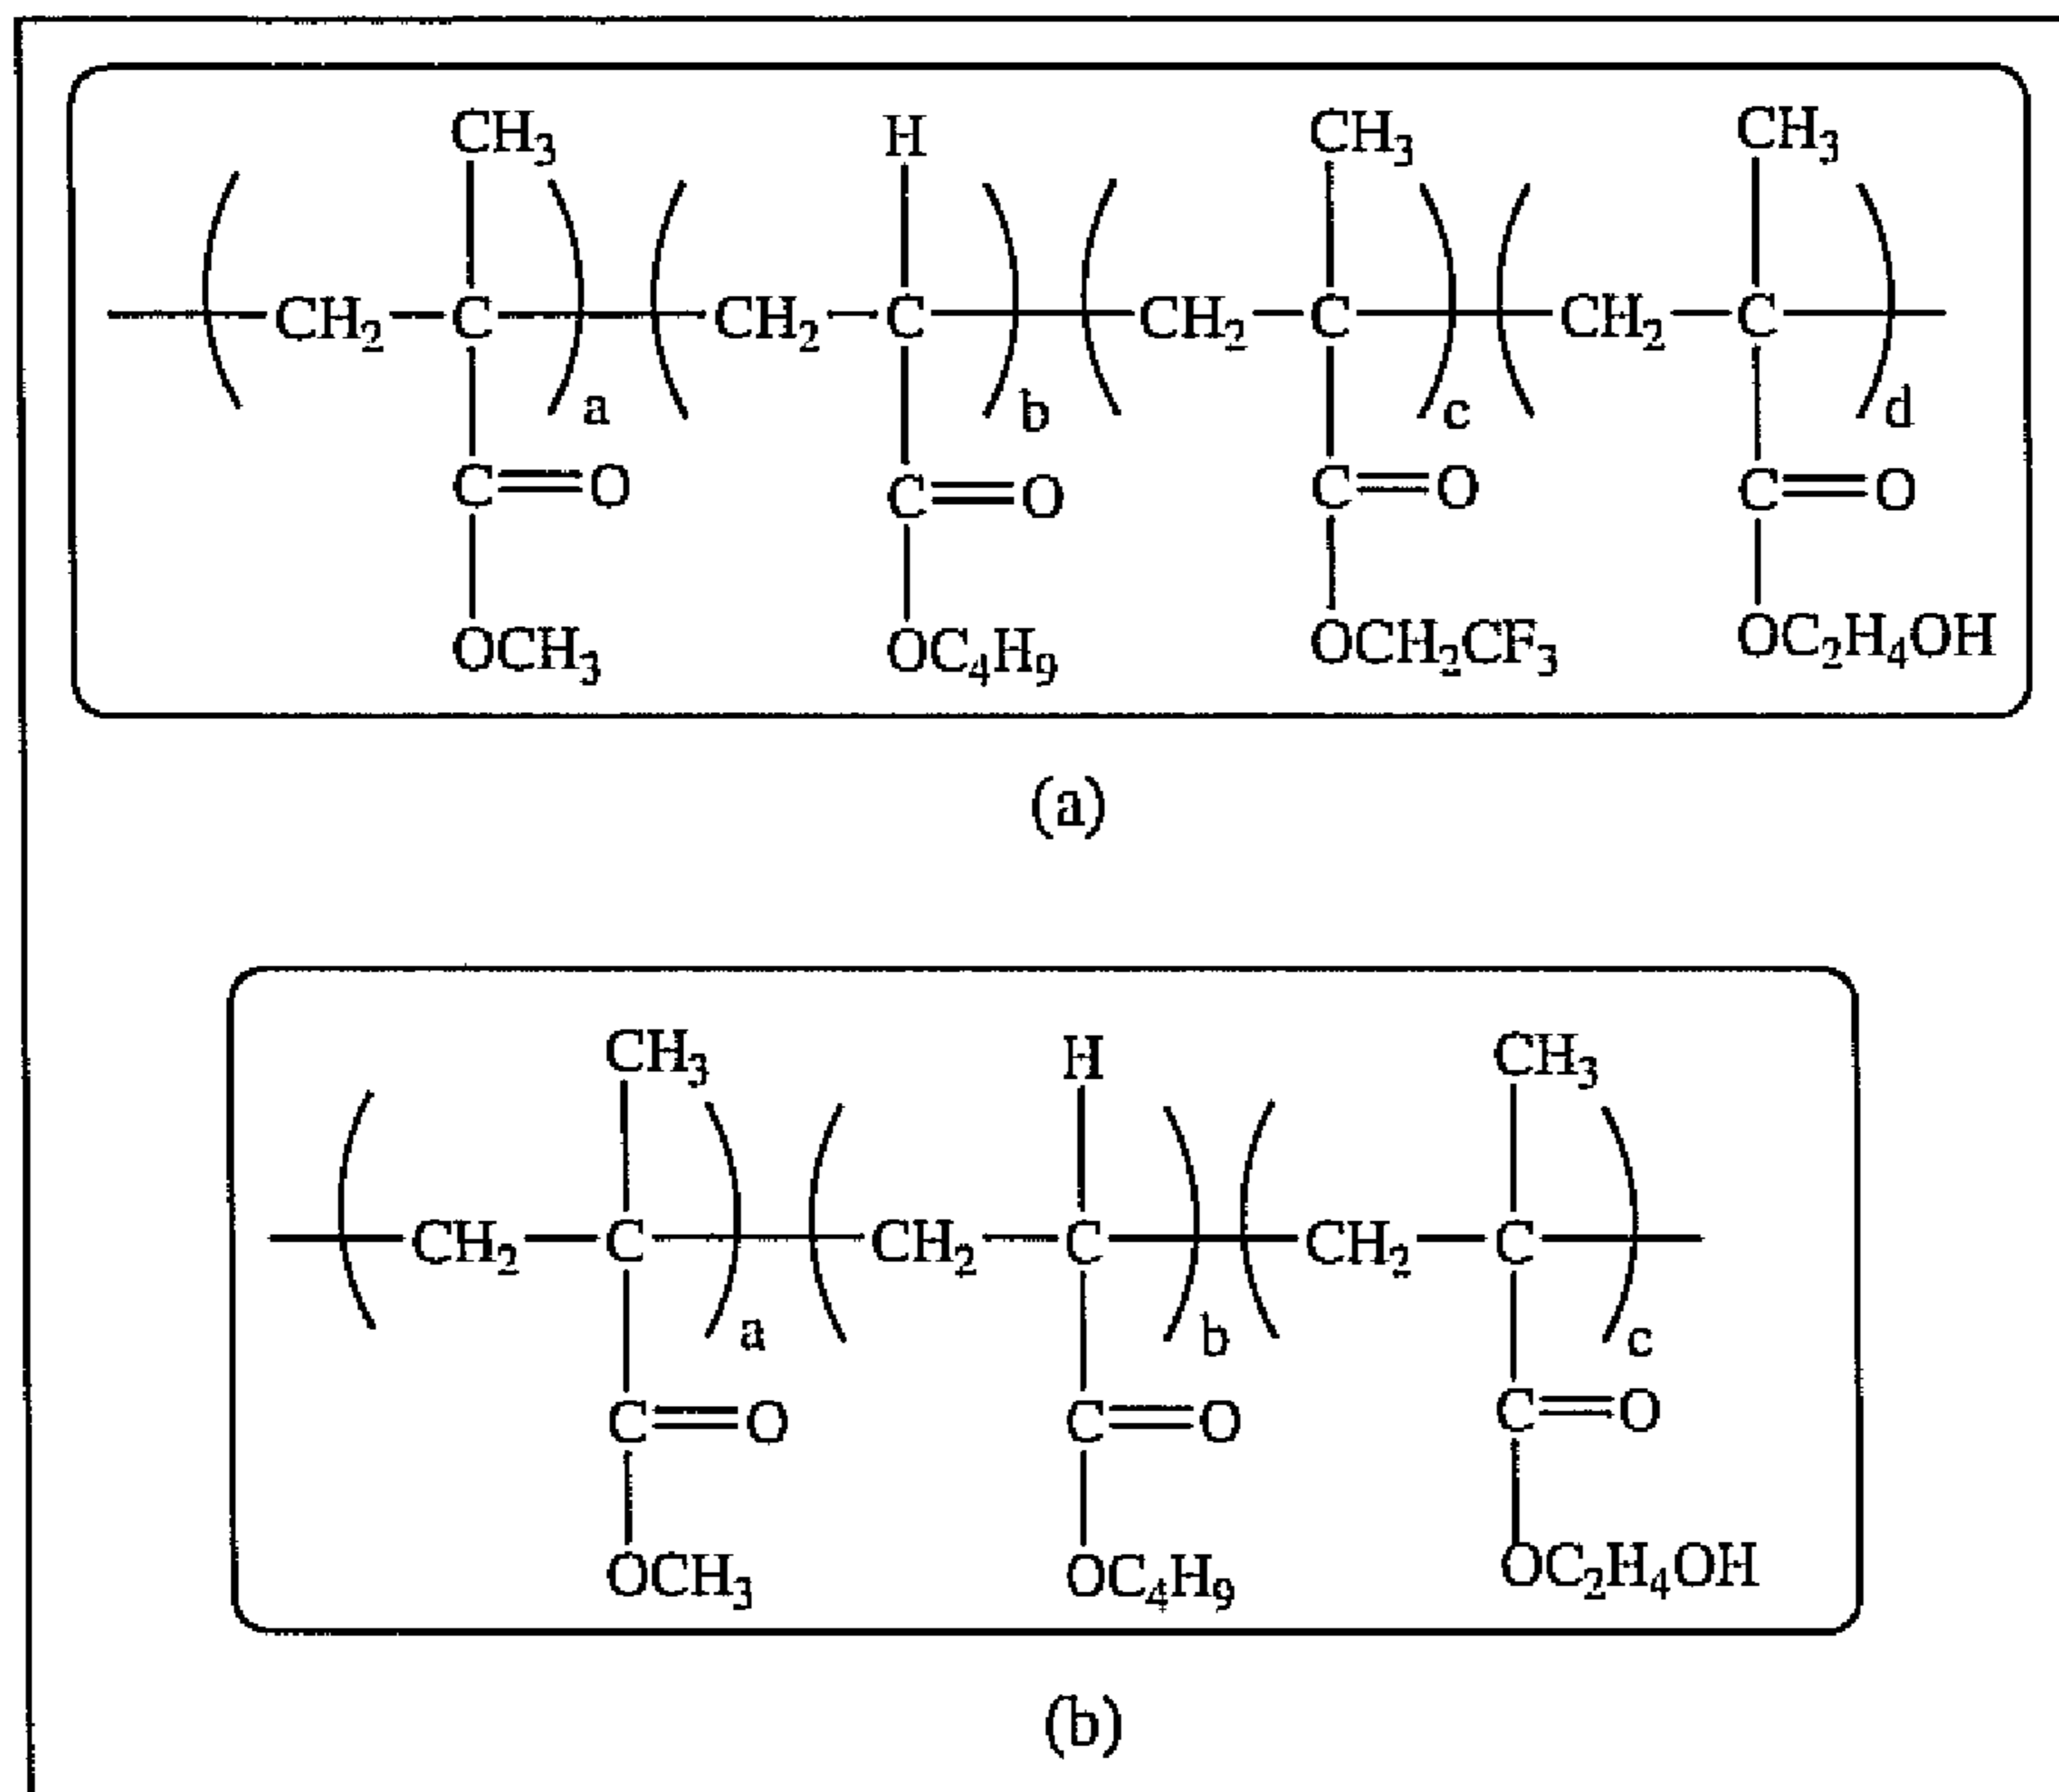 CH₃ H CH₃ CH₃
CH₂ C CH₂ C CH₂ C CH₂ C
a b c d
C=O C=O C=O C=O
OCH₃ OC₄H₉ OCH₂CF₃ OC₂H₄OH
(a)
CH₃ H CH₃
CH₂ C CH₂ C CH₂ C
a b c
C=O C=O C=O
OCH₃ OC₄H₉ OC₂H₄OH
(b)